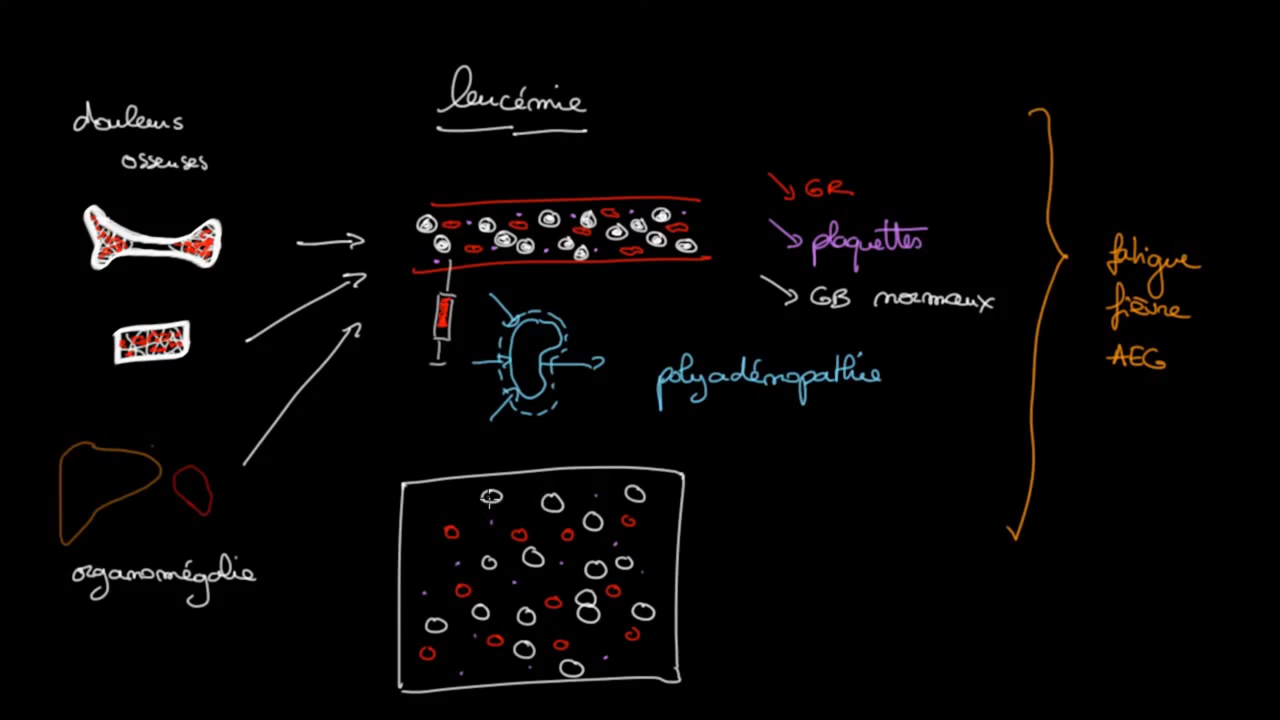 leucémie
douleurs
osseuses
GR
plaquettes
GB normaux
polyadénopathie
organomégalie
fatigue
fièvre
AEG